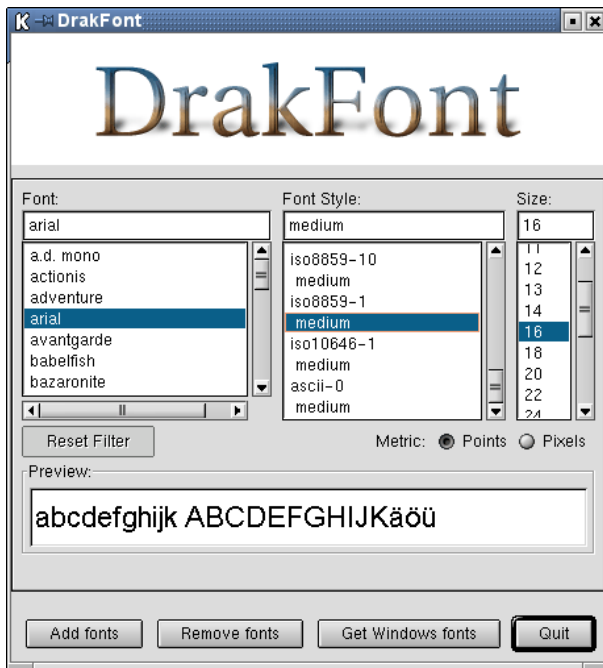 DrakFont
DrakFont
Font:
Font Style:
Size:
arial
medium
16
a.d. mono
actionis
adventure
arial
avantgarde
babelfish
bazaronite
iso8859-10
medium
iso8859-1
medium
iso10646-1
medium
ascii-0
medium
11
12
13
14
16
18
20
22
24
Reset Filter
Metric: Points Pixels
Preview:
abcdefghijk ABCDEFGHIJKäöü
Add fonts Remove fonts Get Windows fonts Quit